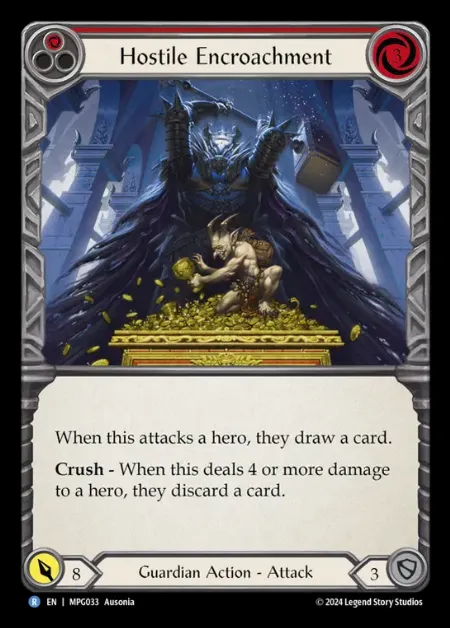 Hostile Encroachment
3
When this attacks a hero, they draw a card.
Crush - When this deals 4 or more damage
to a hero, they discard a card.
8
Guardian Action - Attack
3
R EN | MPG033 Ausonia
© 2024 Legend Story Studios